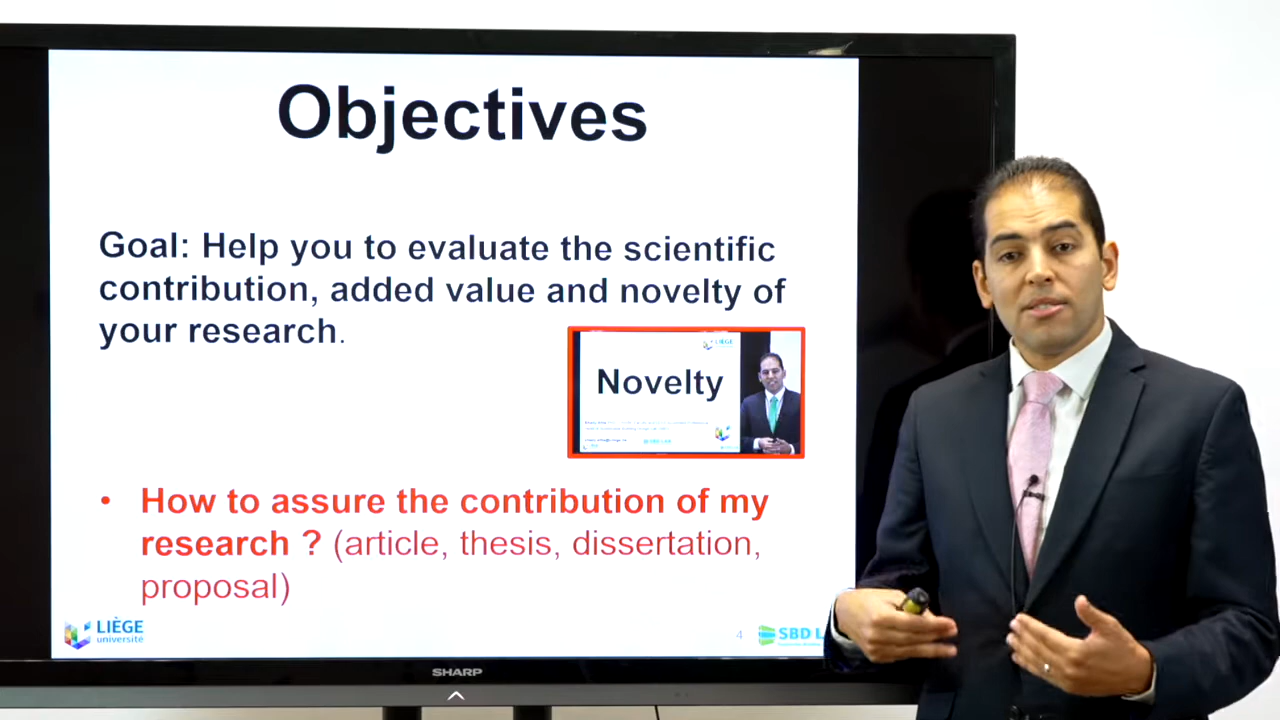 Objectives
Goal: Help you to evaluate the scientific
contribution, added value and novelty of
your research.
LIÈGE
Novelty
• How to assure the contribution of my
research ? (article, thesis, dissertation,
proposal)
LIÈGE
université
4
SBD L
SHARP